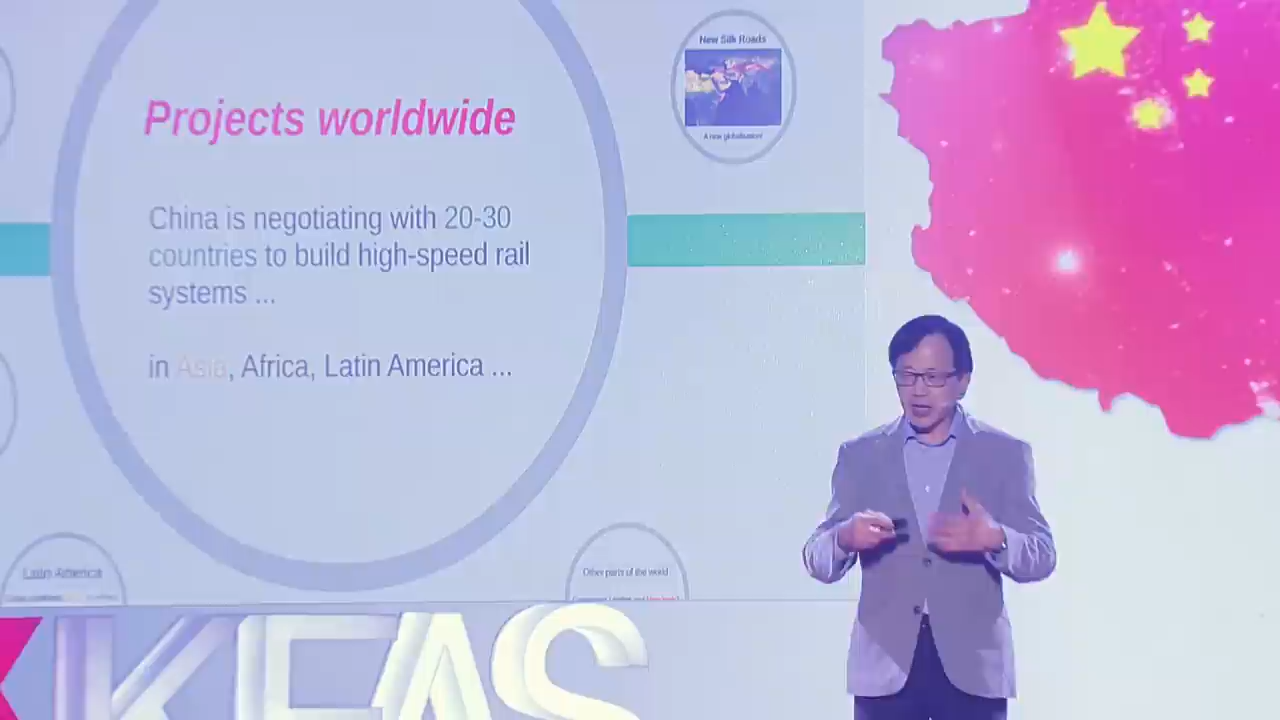 Projects worldwide
China is negotiating with 20-30
countries to build high-speed rail
systems ...
in Asia, Africa, Latin America ...
New Silk Roads
A new globalisation!
Latin America
Other parts of the world
KFAS